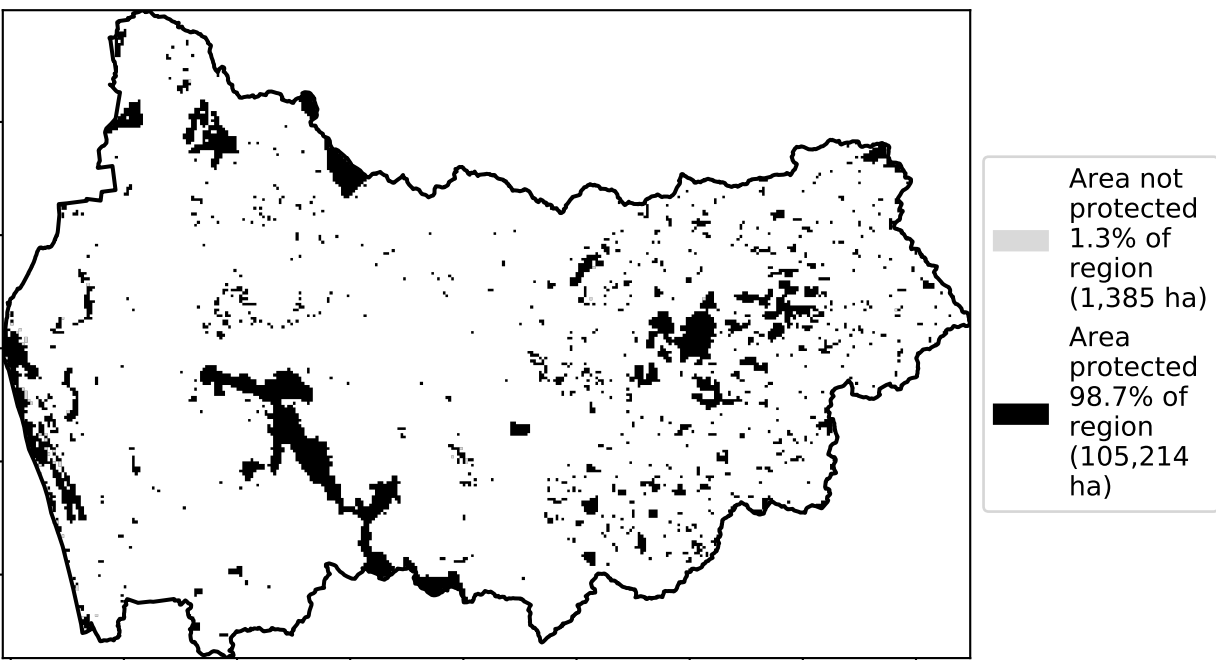 Area not
protected
1.3% of
region
(1,385 ha)
Area
protected
98.7% of
region
(105,214
ha)